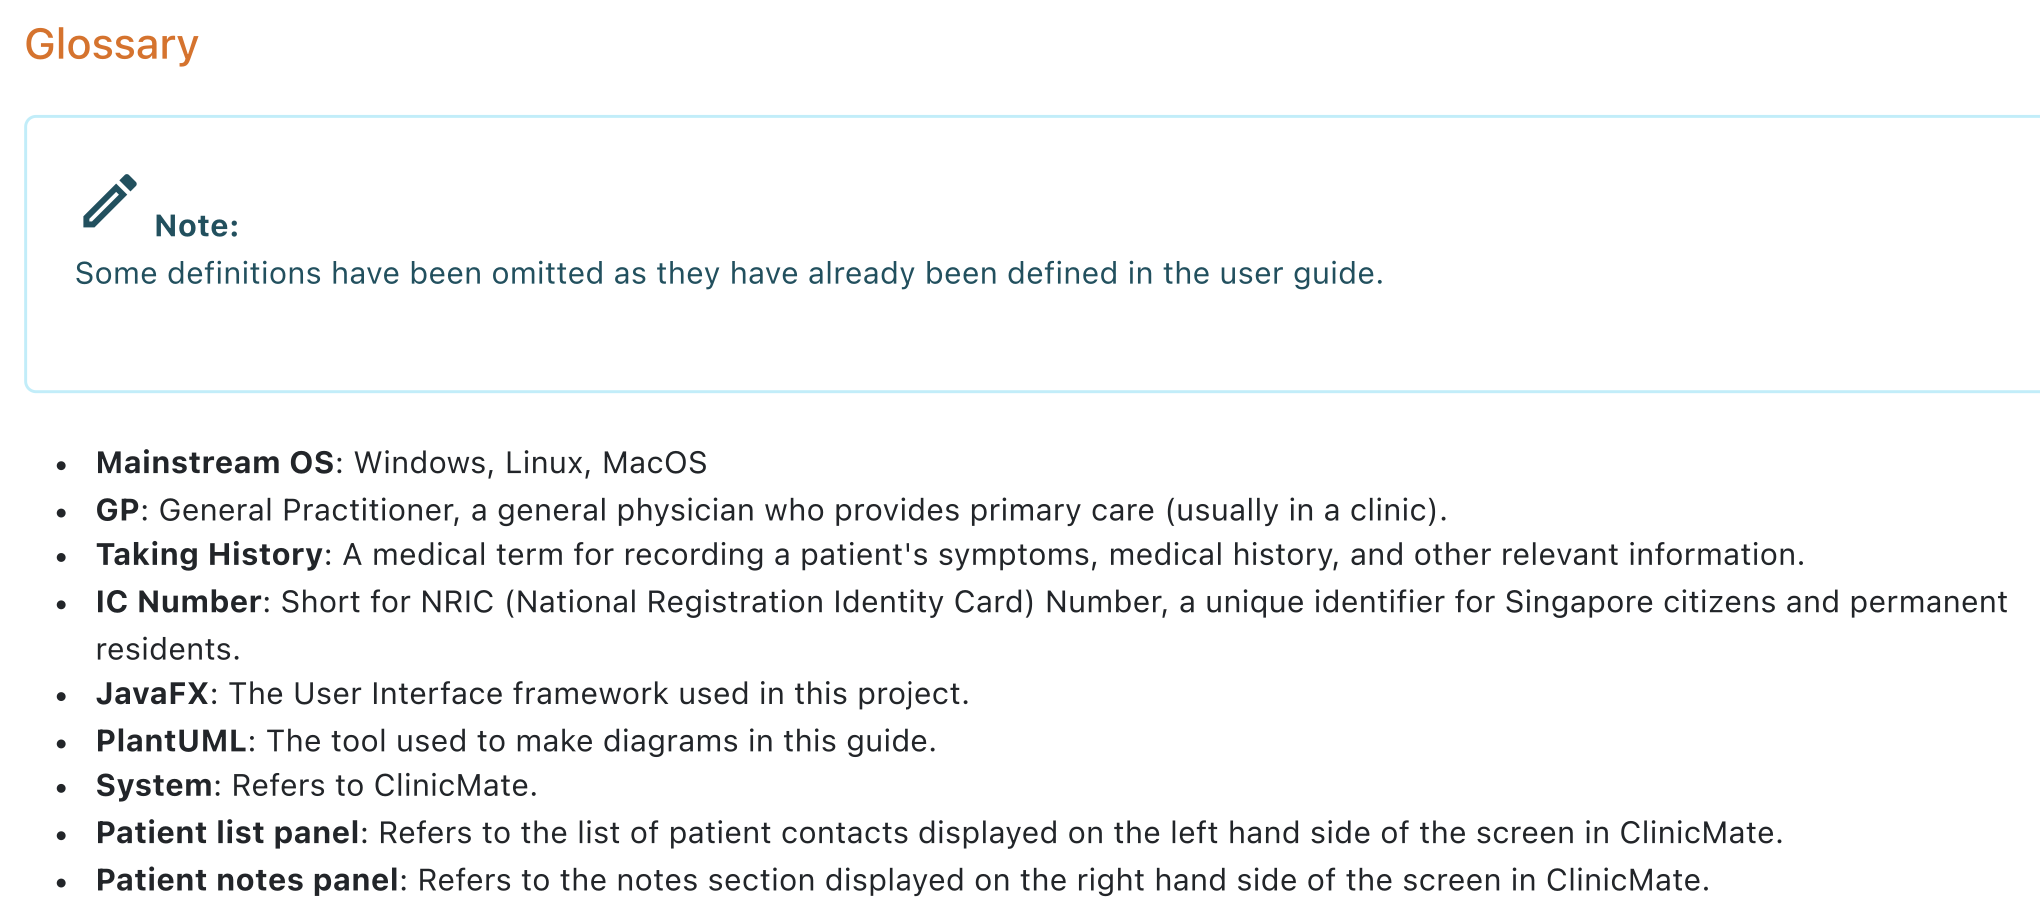 Glossary
Note:
Some definitions have been omitted as they have already been defined in the user guide.
• Mainstream OS: Windows, Linux, MacOS
• GP: General Practitioner, a general physician who provides primary care (usually in a clinic).
• Taking History: A medical term for recording a patient's symptoms, medical history, and other relevant information.
• IC Number: Short for NRIC (National Registration Identity Card) Number, a unique identifier for Singapore citizens and permanent
residents.
• JavaFX: The User Interface framework used in this project.
• PlantUML: The tool used to make diagrams in this guide.
• System: Refers to ClinicMate.
• Patient list panel: Refers to the list of patient contacts displayed on the left hand side of the screen in ClinicMate.
• Patient notes panel: Refers to the notes section displayed on the right hand side of the screen in ClinicMate.